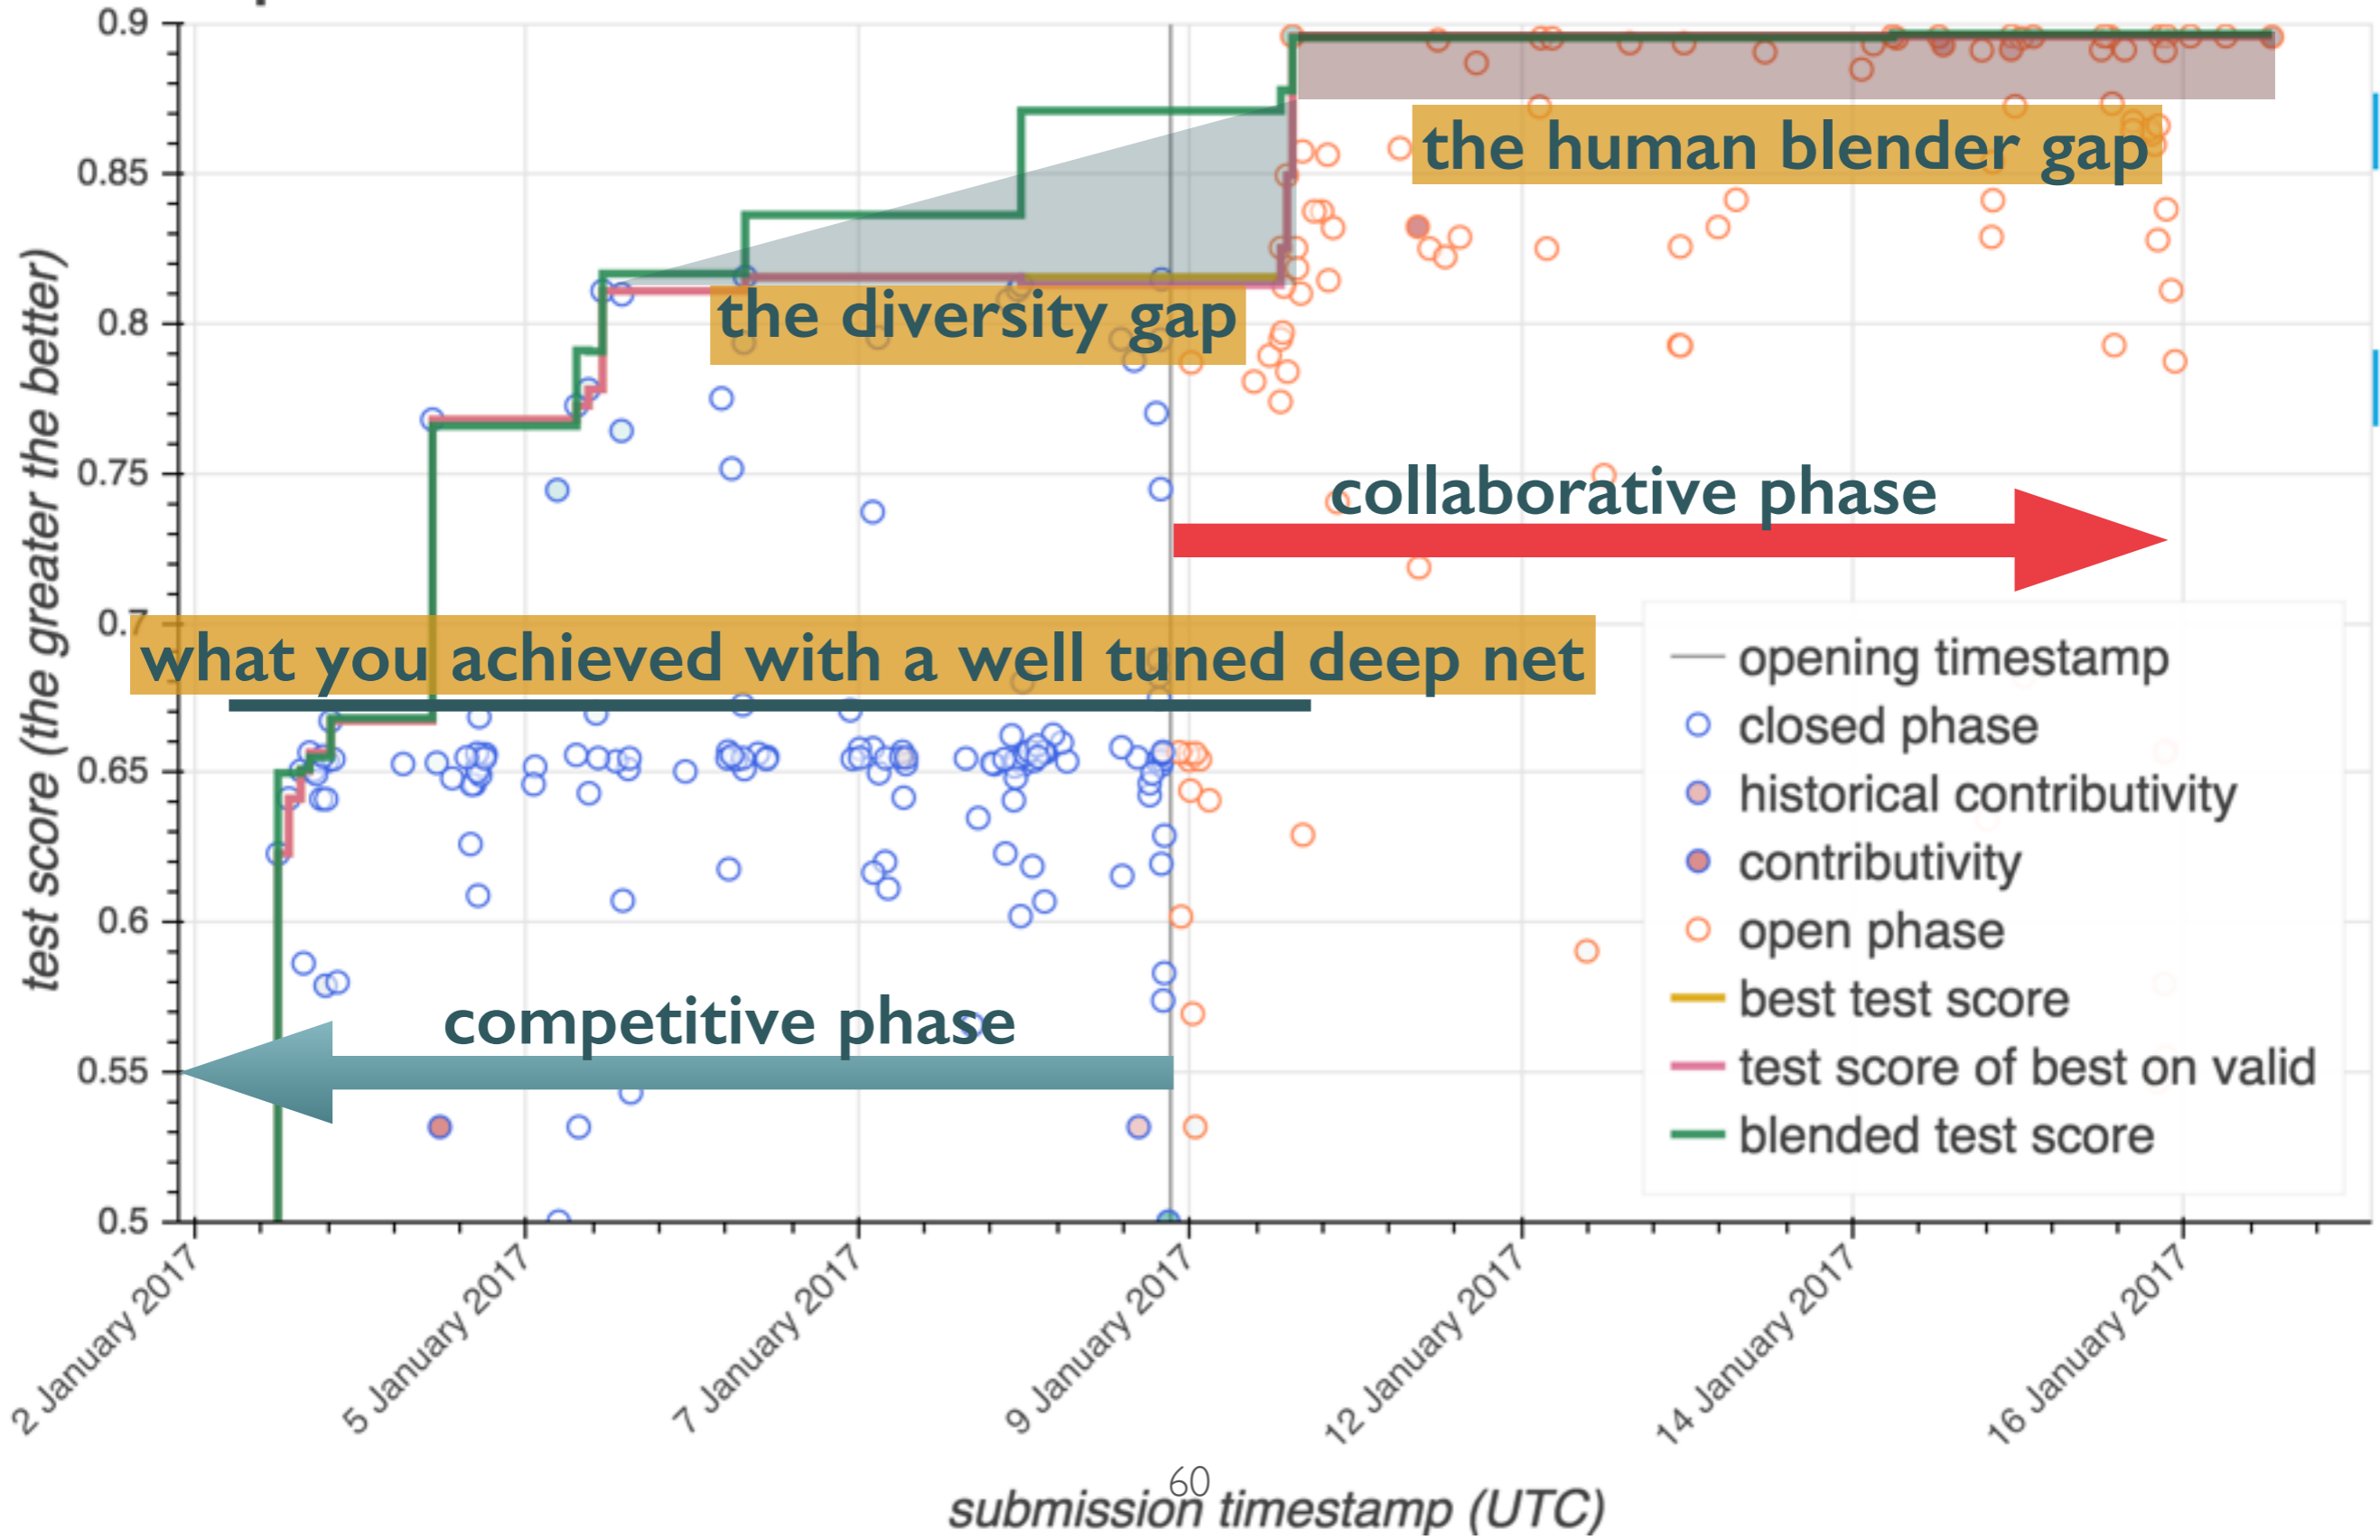 0.9
0.85
0.8
0.75
0.7
0.65
0.6
0.55
0.5
test score (the greater the better)
the human blender gap
the diversity gap
collaborative phase
what you achieved with a well tuned deep net
competitive phase
opening timestamp
closed phase
historical contributivity
contributivity
open phase
best test score
test score of best on valid
blended test score
2 January 2017
5 January 2017
7 January 2017
9 January 2017
12 January 2017
14 January 2017
16 January 2017
60
submission timestamp (UTC)